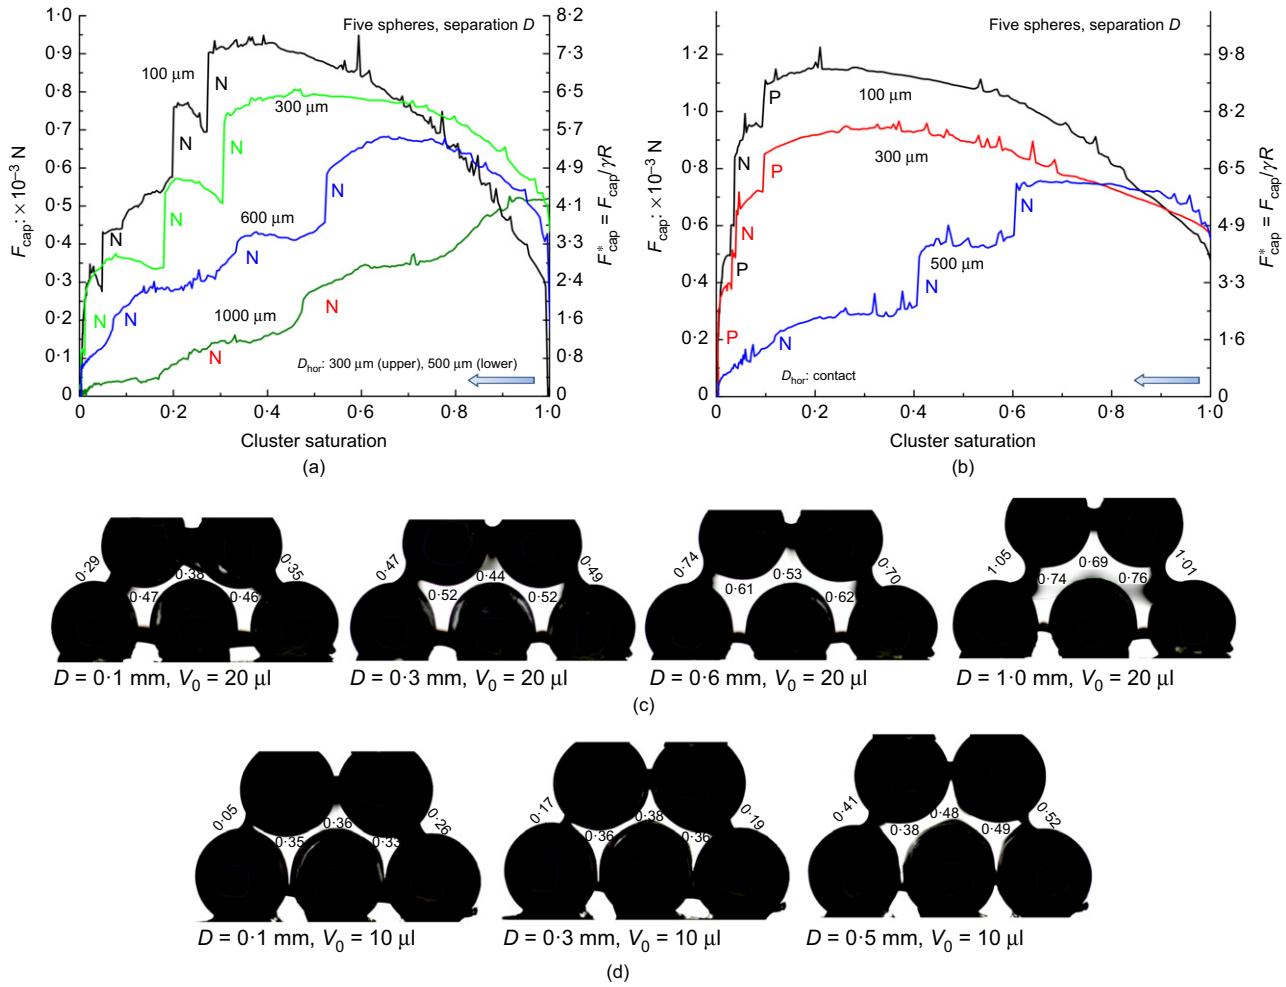 Five spheres, separation D
1·0
0·9
0·8
0·7
0·6
0·5
0·4
0·3
0·2
0·1
0
F_cap: ×10⁻³ N
8·2
7·3
6·5
5·7
4·9
4·1
3·3
2·4
1·6
0·8
0
F*_cap = F_cap/γR
100 µm
N
300 µm
N
N
N
N
600 µm
N
N
N
N
1000 µm
N
N
D_hor: 300 µm (upper), 500 µm (lower)
0
0·2
0·4
0·6
0·8
1·0
Cluster saturation
(a)
Five spheres, separation D
1·2
1·0
0·8
0·6
0·4
0·2
0
F_cap: ×10⁻³ N
9·8
8·2
6·5
4·9
3·3
1·6
0
F*_cap = F_cap/γR
P
100 µm
N
300 µm
P
N
N
P
500 µm
N
P
N
D_hor: contact
0
0·2
0·4
0·6
0·8
1·0
Cluster saturation
(b)
0·29
0·38
0·35
0·47
0·46
D = 0·1 mm, V₀ = 20 µl
0·47
0·44
0·49
0·52
0·52
D = 0·3 mm, V₀ = 20 µl
0·74
0·53
0·70
0·61
0·62
D = 0·6 mm, V₀ = 20 µl
1·05
0·69
1·01
0·74
0·76
D = 1·0 mm, V₀ = 20 µl
(c)
0·05
0·36
0·26
0·35
0·33
D = 0·1 mm, V₀ = 10 µl
0·17
0·38
0·19
0·36
0·36
D = 0·3 mm, V₀ = 10 µl
0·41
0·48
0·52
0·38
0·49
D = 0·5 mm, V₀ = 10 µl
(d)